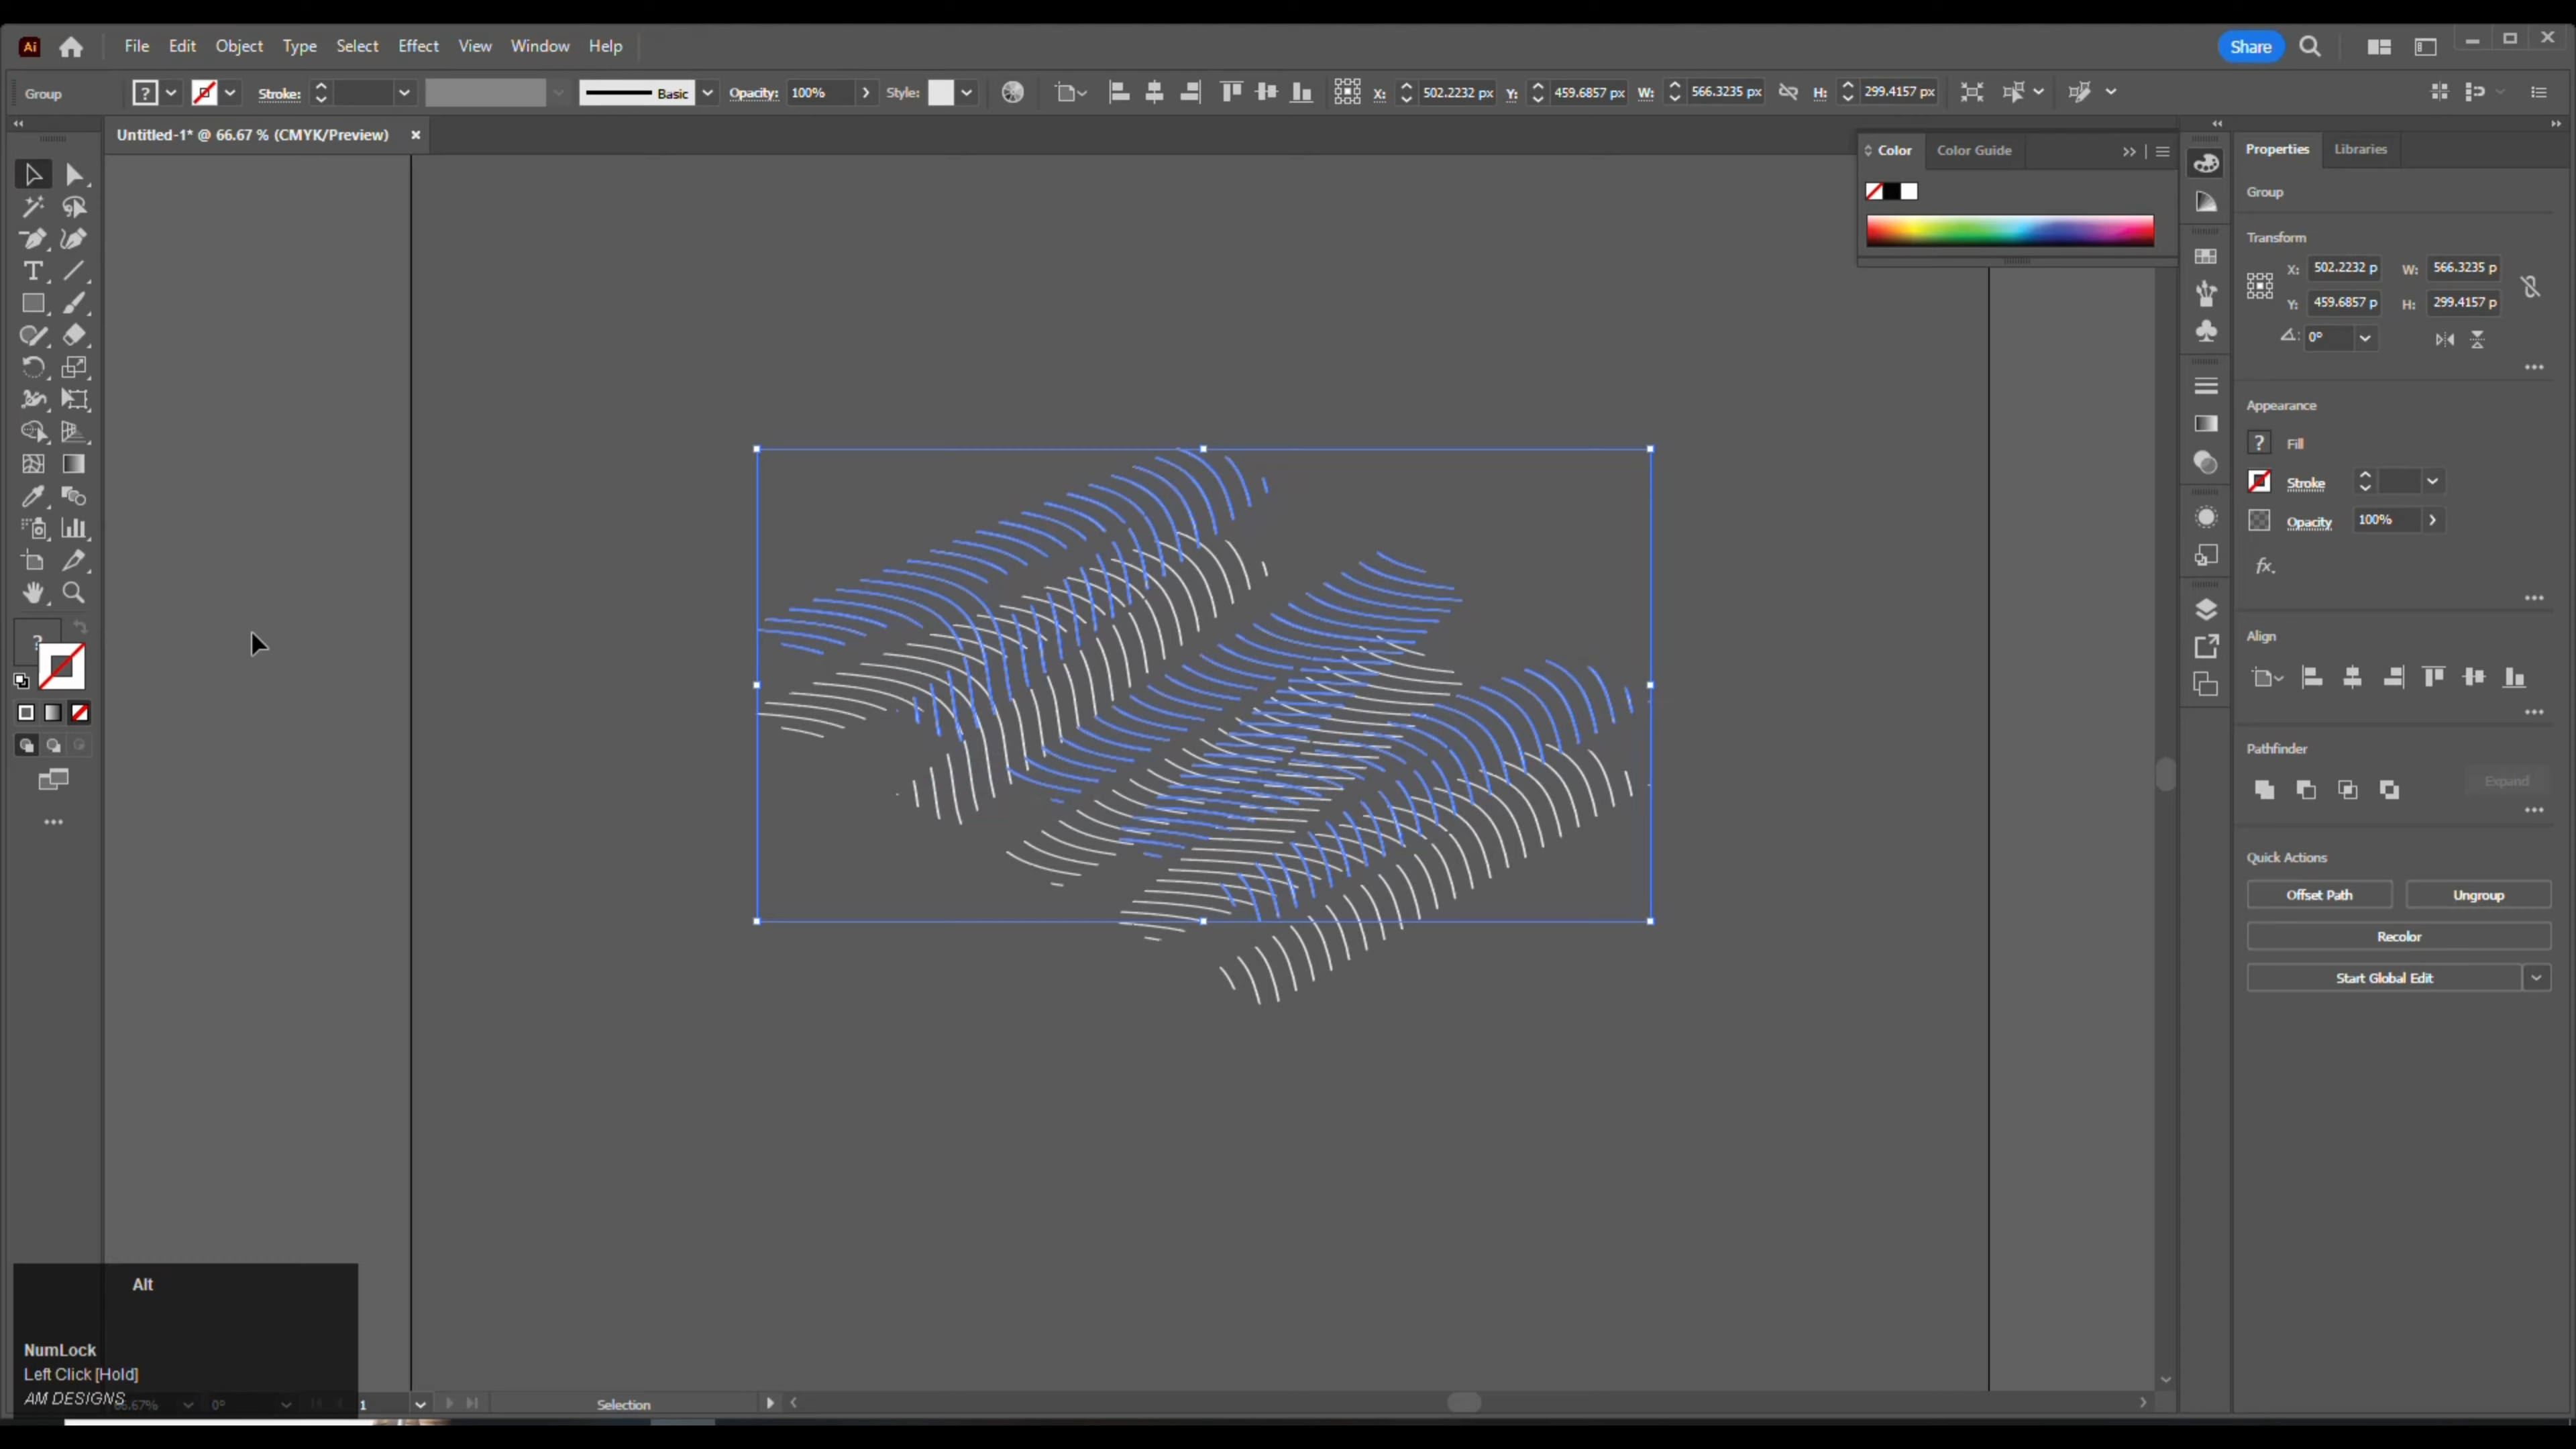 Ai File Edit Object Type Select Effect View Window Help Share
Group ? Stroke: Basic Opacity: 100% Style: X: 502.2232 px Y: 459.6857 px W: 566.3235 px H: 299.4157 px
Untitled-1* @ 66.67 % (CMYK/Preview)
Color Color Guide
Properties Libraries
Group
Transform
X: 502.2232 p W: 566.3235 p
Y: 459.6857 p H: 299.4157 p
0°
Appearance
? Fill
Stroke
Opacity 100%
fx.
Align
Pathfinder
Expand
Quick Actions
Offset Path Ungroup
Recolor
Start Global Edit
T
?
Alt
NumLock
Left Click [Hold]
AM DESIGNS
66.67% 0° 1 Selection